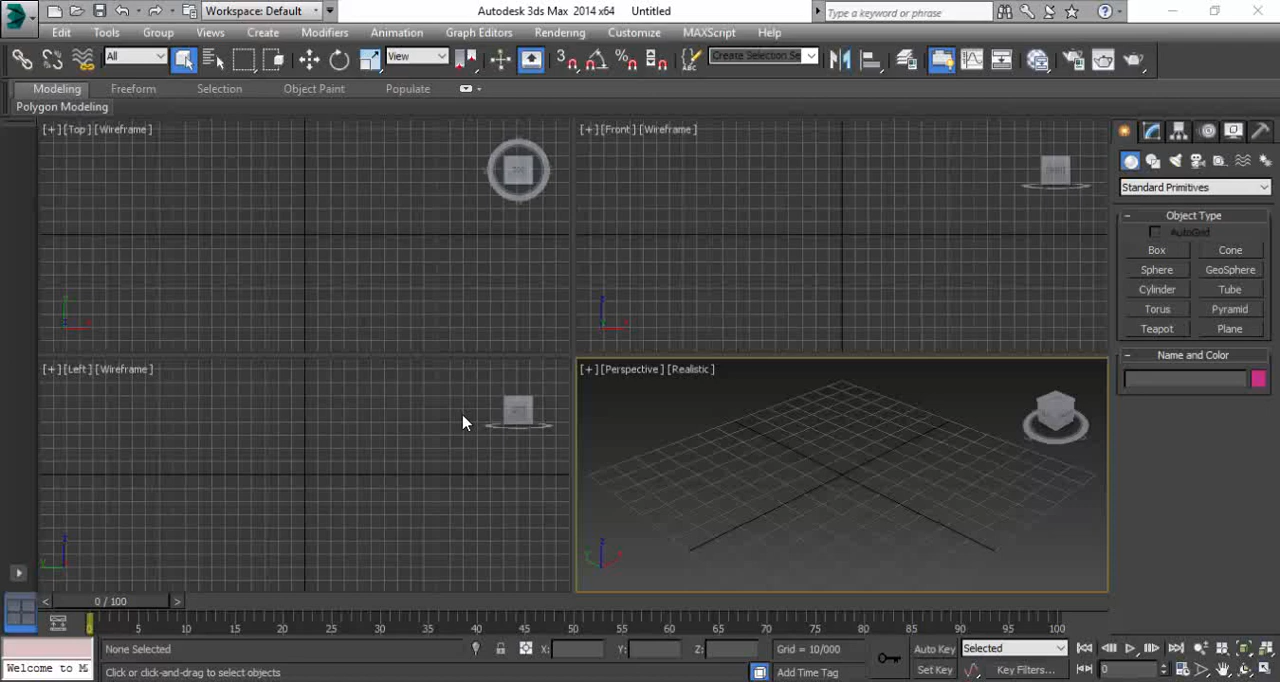 Workspace: Default
Autodesk 3ds Max 2014 x64
Untitled
Type a keyword or phrase
Edit Tools Group Views Create Modifiers Animation Graph Editors Rendering Customize MAXScript Help
All
View
3
Create Selection Se
Modeling Freeform Selection Object Paint Populate
Polygon Modeling
[+] [Top] [Wireframe]
[+] [Front] [Wireframe]
Standard Primitives
Object Type
AutoGrid
Box Cone
Sphere GeoSphere
Cylinder Tube
Torus Pyramid
Teapot Plane
Name and Color
[+] [Left] [Wireframe]
[+] [Perspective] [Realistic]
0 / 100
0 5 10 15 20 25 30 35 40 45 50 55 60 65 70 75 80 85 90 95 100
None Selected
X: Y: Z:
Grid = 10/000
Auto Key
Selected
Welcome to M
Click or click-and-drag to select objects
Add Time Tag
Set Key
Key Filters...
0